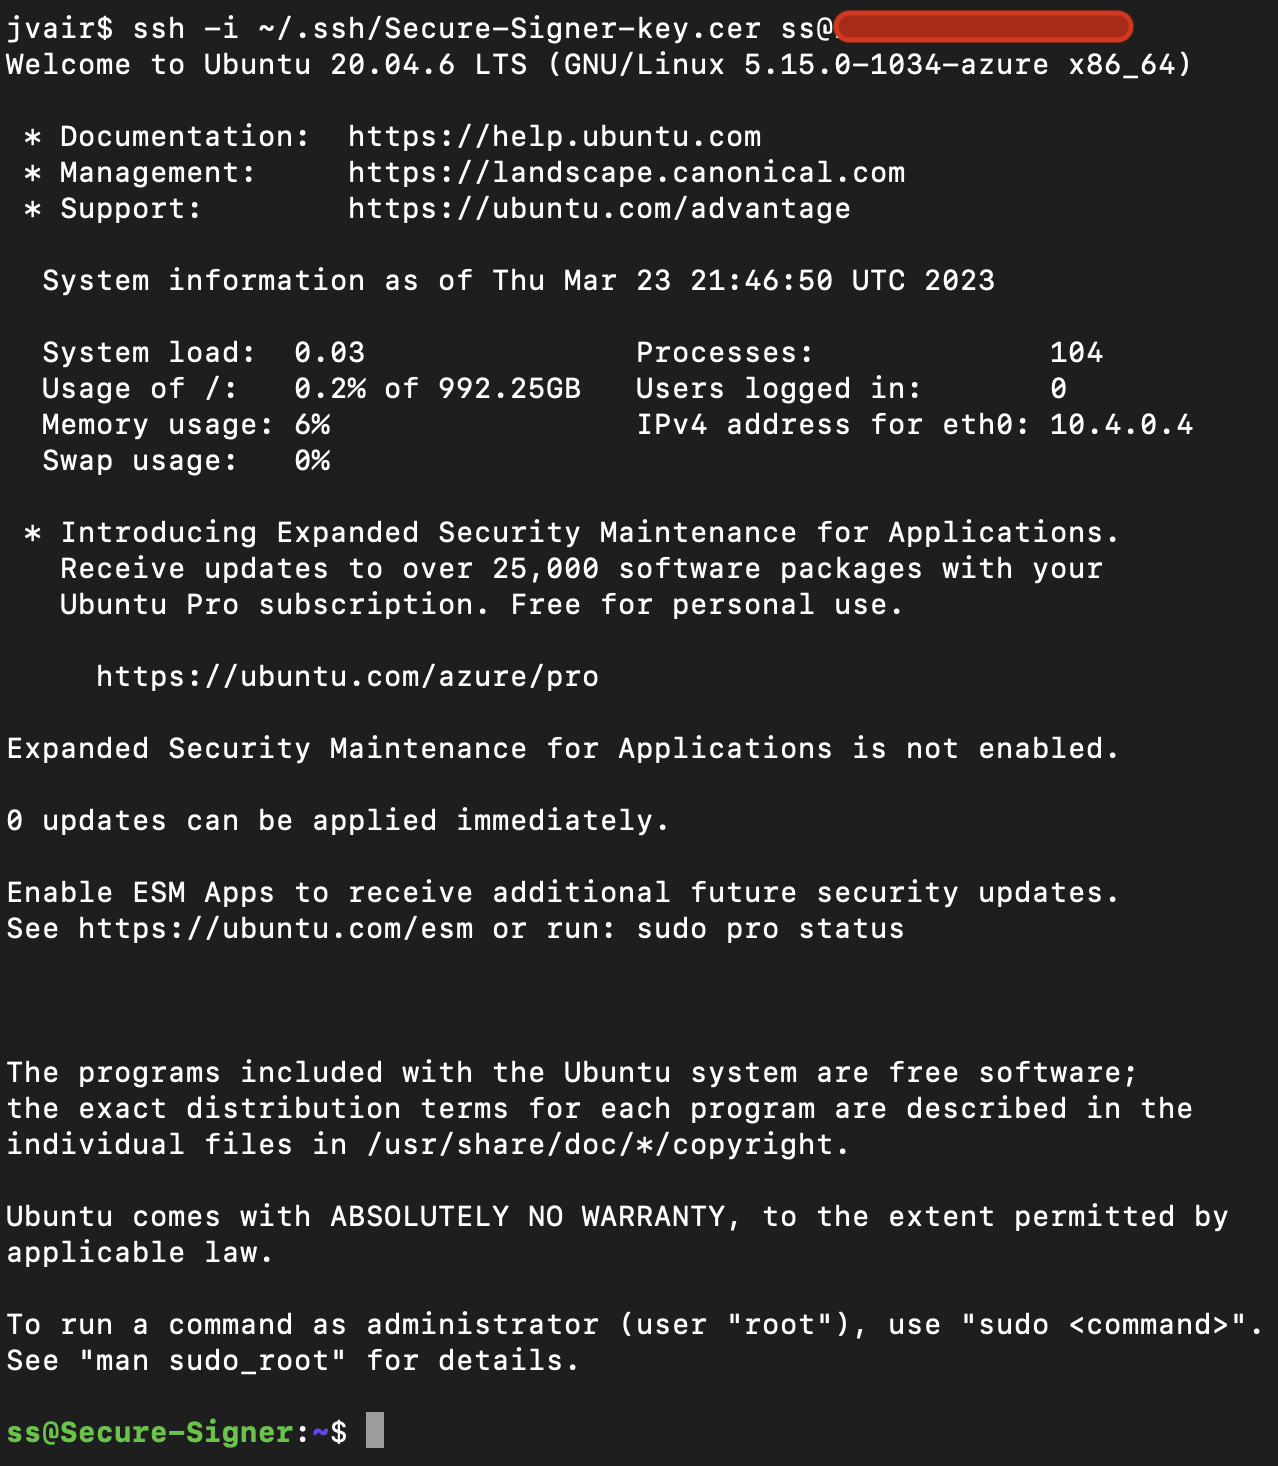 jvair$ ssh -i ~/.ssh/Secure-Signer-key.cer ss@
Welcome to Ubuntu 20.04.6 LTS (GNU/Linux 5.15.0-1034-azure x86_64)
* Documentation: https://help.ubuntu.com
* Management: https://landscape.canonical.com
* Support: https://ubuntu.com/advantage
System information as of Thu Mar 23 21:46:50 UTC 2023
System load: 0.03 Processes: 104
Usage of /: 0.2% of 992.25GB Users logged in: 0
Memory usage: 6% IPv4 address for eth0: 10.4.0.4
Swap usage: 0%
* Introducing Expanded Security Maintenance for Applications.
Receive updates to over 25,000 software packages with your
Ubuntu Pro subscription. Free for personal use.
https://ubuntu.com/azure/pro
Expanded Security Maintenance for Applications is not enabled.
0 updates can be applied immediately.
Enable ESM Apps to receive additional future security updates.
See https://ubuntu.com/esm or run: sudo pro status
The programs included with the Ubuntu system are free software;
the exact distribution terms for each program are described in the
individual files in /usr/share/doc/*/copyright.
Ubuntu comes with ABSOLUTELY NO WARRANTY, to the extent permitted by
applicable law.
To run a command as administrator (user "root"), use "sudo <command>".
See "man sudo_root" for details.
ss@Secure-Signer:~$